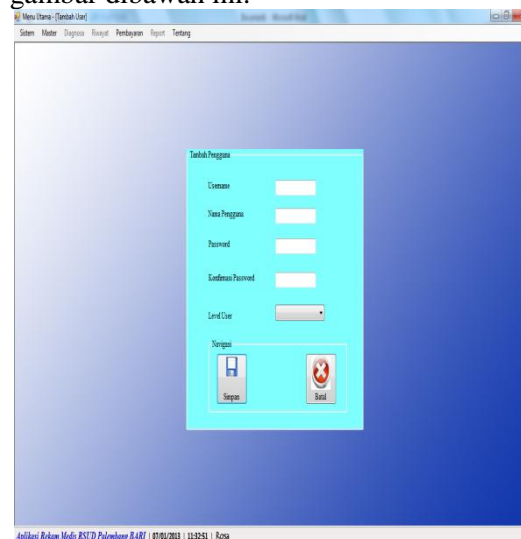 gambar dibawah ini:
Menu Utama - [Tambah User]
Sistem Master Diagnosa Riwayat Pembayaran Report Tentang
Tambah Pengguna
Username
Nama Pengguna
Password
Konfirmasi Password
Level User
Navigasi
Simpan Batal
Aplikasi Rekam Medis RSUD Palembang BARI | 07/01/2013 | 11:32:51 | Rosa